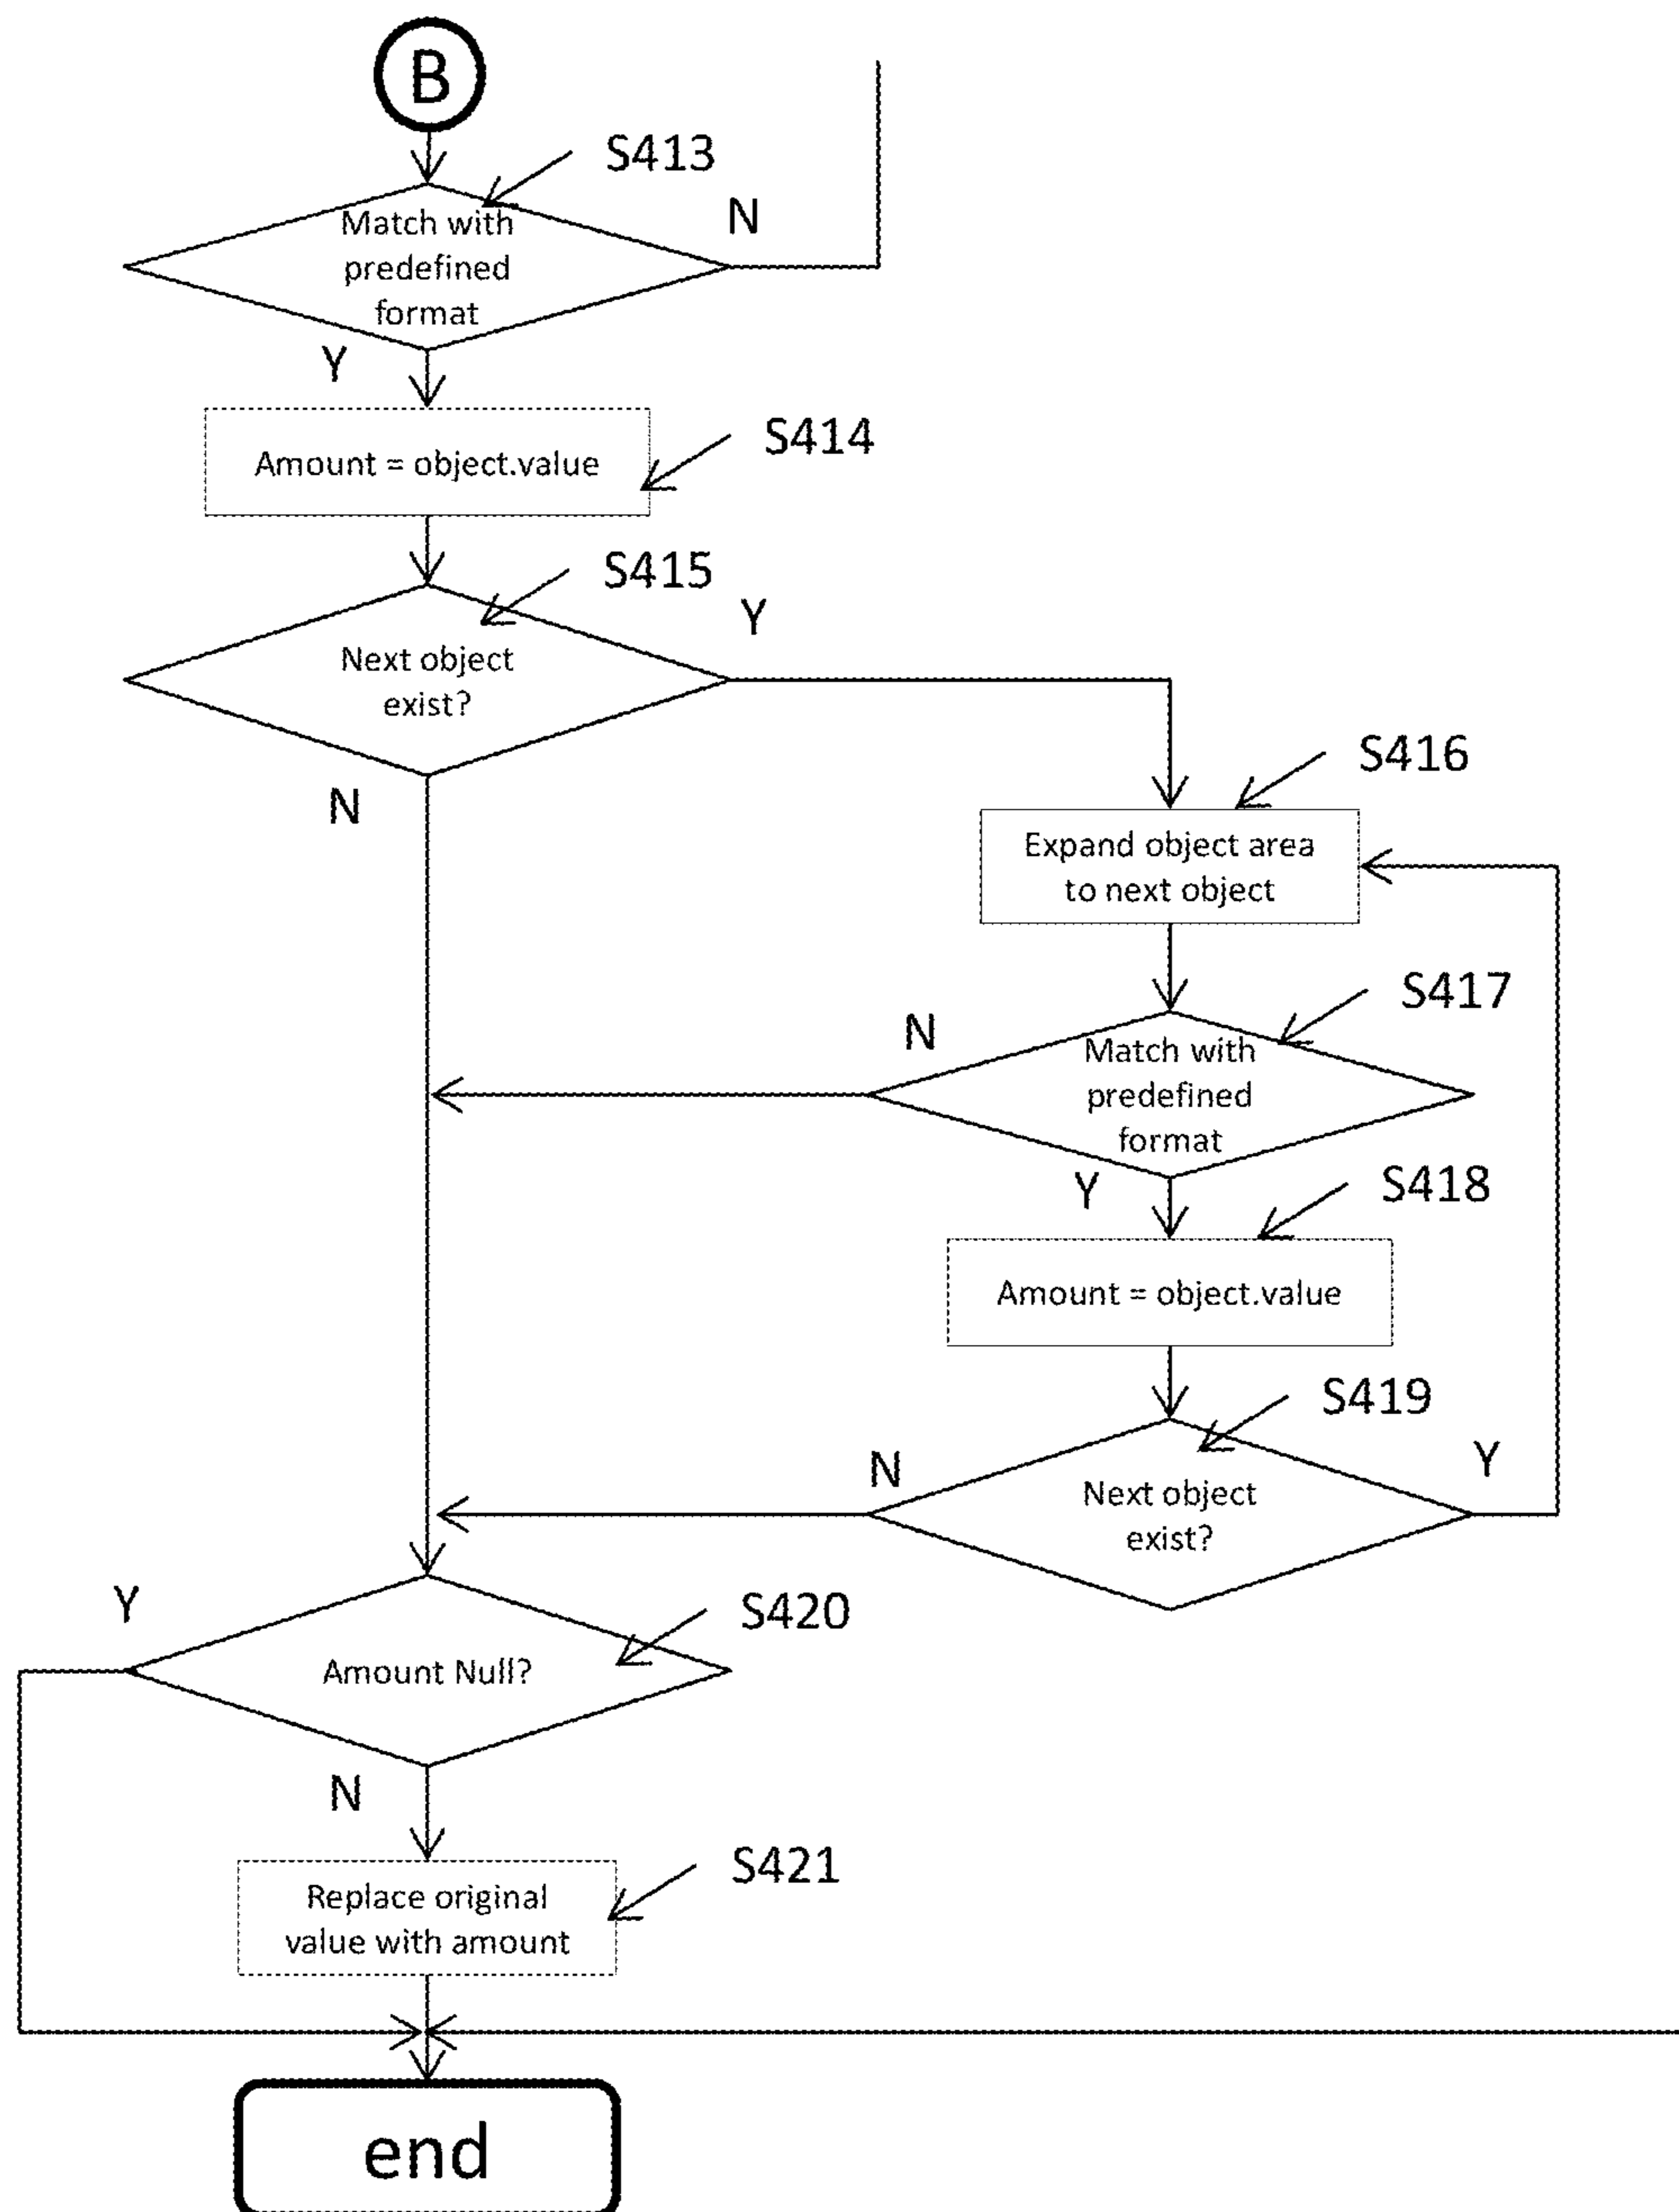 B
S413
N
Match with
predefined
format
Y
S414
Amount = object.value
S415
Y
Next object
exist?
N
S416
Expand object area
to next object
S417
N
Match with
predefined
format
Y
S418
Amount = object.value
S419
N
Y
Next object
exist?
Y
S420
Amount Null?
N
S421
Replace original
value with amount
end